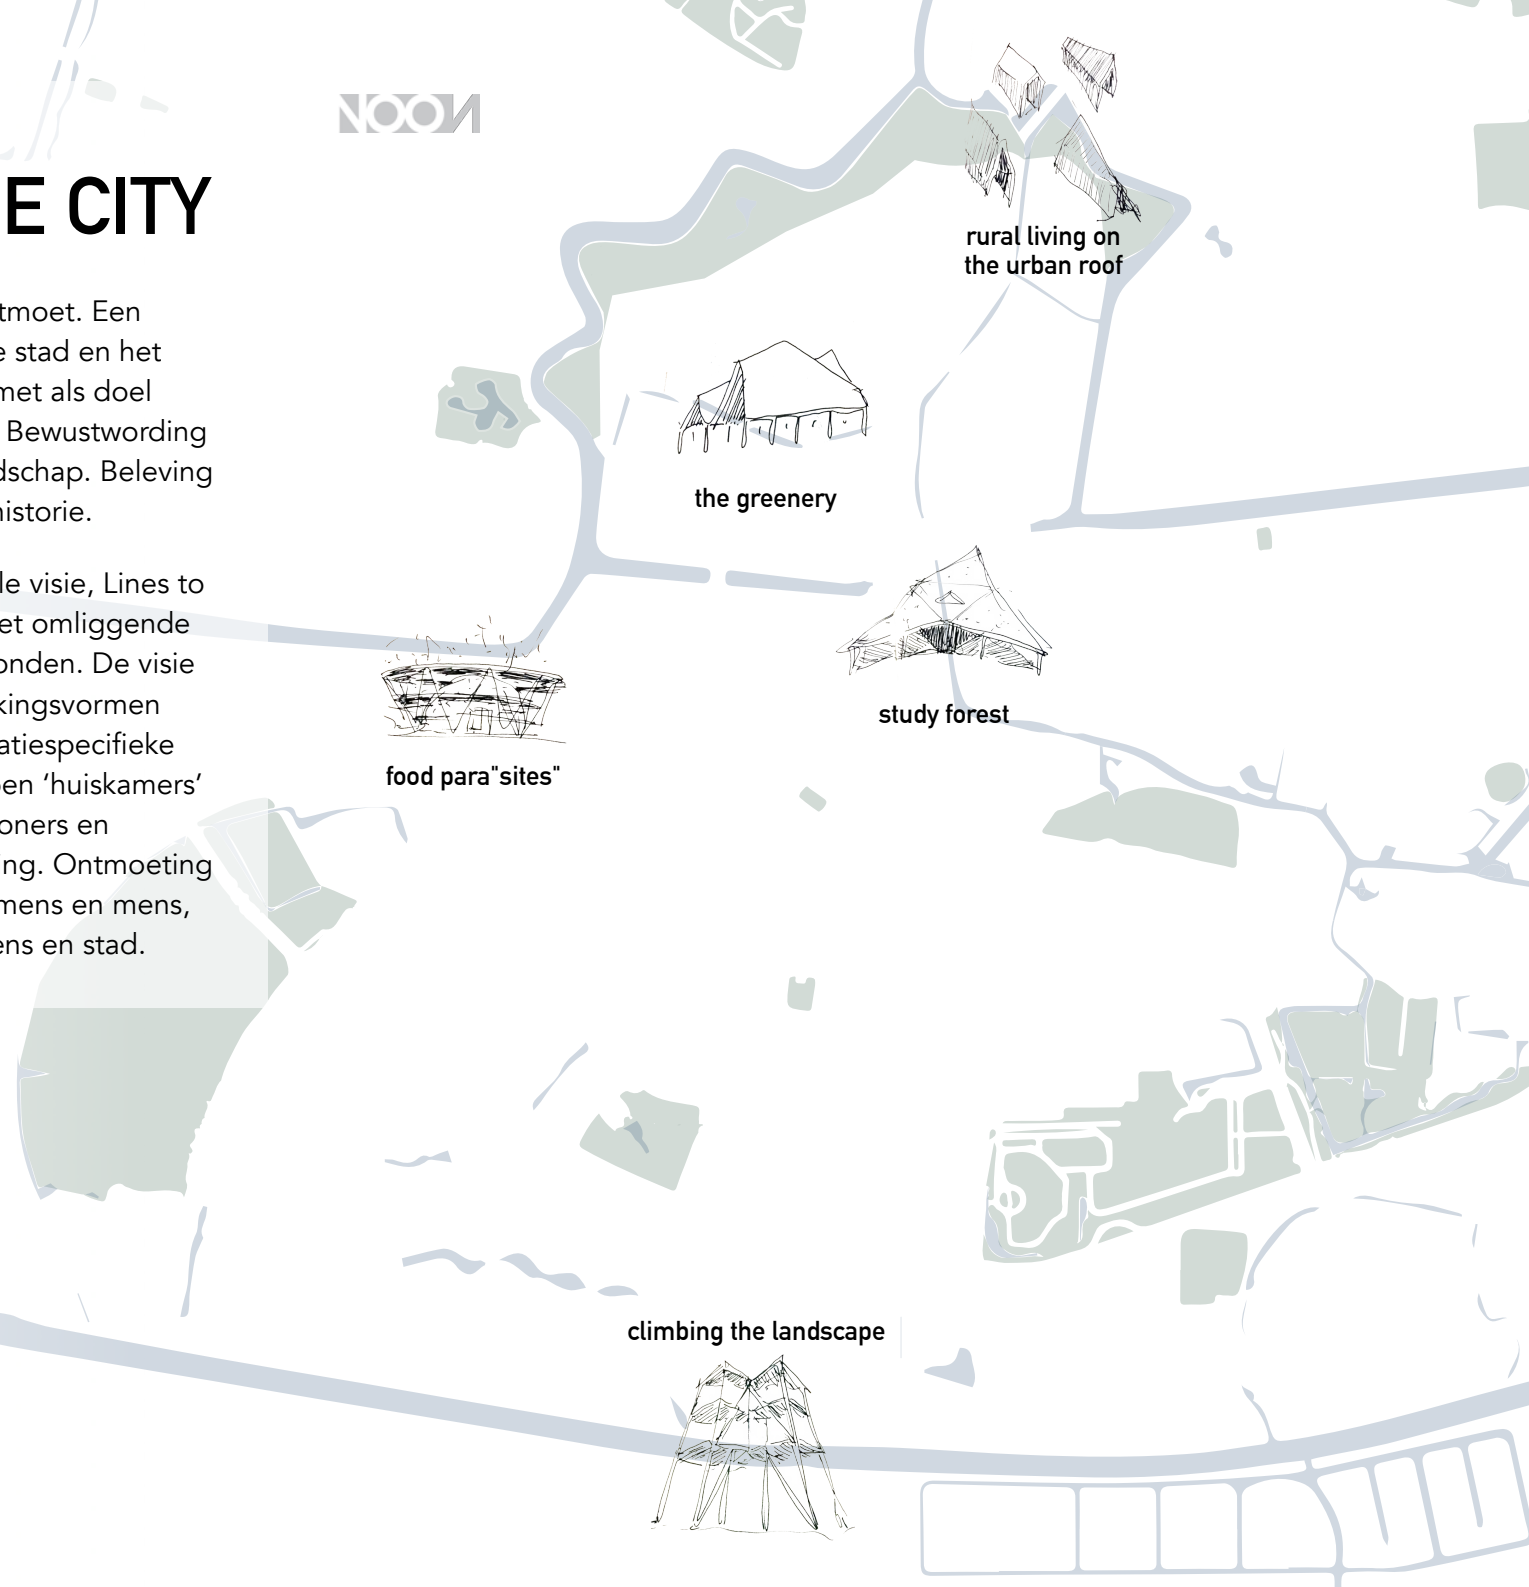 NOON
E CITY
tmoet. Een
e stad en het
met als doel
Bewustwording
dschap. Beleving
historie.
le visie, Lines to
et omliggende
onden. De visie
kingsvormen
atiespecifieke
en ‘huiskamers’
oners en
ing. Ontmoeting
mens en mens,
ens en stad.
rural living on
the urban roof
the greenery
study forest
food para"sites"
climbing the landscape